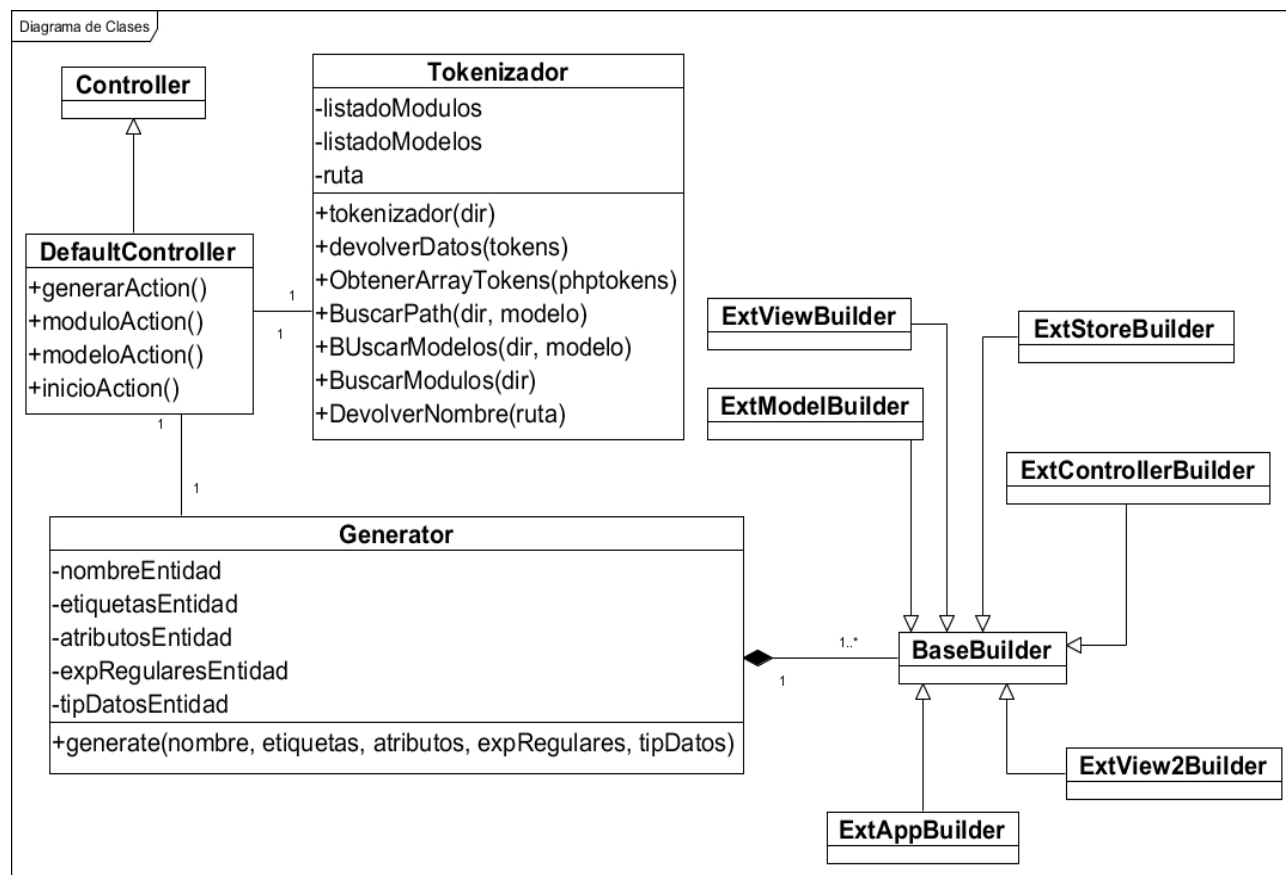 Diagrama de Clases
Controller
Tokenizador
-listadoModulos
-listadoModelos
-ruta
+tokenizador(dir)
+devolverDatos(tokens)
+ObtenerArrayTokens(phptokens)
+BuscarPath(dir, modelo)
+BUscarModelos(dir, modelo)
+BuscarModulos(dir)
+DevolverNombre(ruta)
DefaultController
+generarAction()
+moduloAction()
+modeloAction()
+inicioAction()
1
1
1
1
ExtViewBuilder
ExtStoreBuilder
ExtModelBuilder
ExtControllerBuilder
Generator
-nombreEntidad
-etiquetasEntidad
-atributosEntidad
-expRegularesEntidad
-tipDatosEntidad
+generate(nombre, etiquetas, atributos, expRegulares, tipDatos)
1..*
1
BaseBuilder
ExtView2Builder
ExtAppBuilder